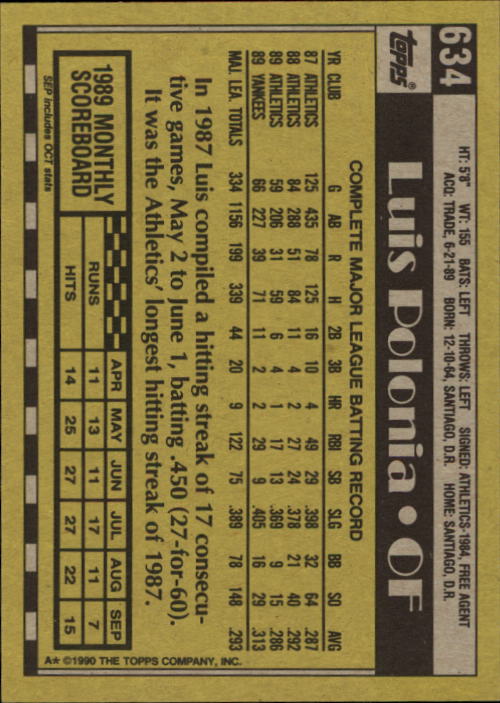 634
topps®
Luis Polonia • OF
HT: 5'8" WT: 155 BATS: LEFT THROWS: LEFT SIGNED: ATHLETICS-1984, FREE AGENT
ACQ: TRADE, 6-21-89 BORN: 12-10-64, SANTIAGO, D.R. HOME: SANTIAGO, D.R.
COMPLETE MAJOR LEAGUE BATTING RECORD
YR CLUB G AB R H 2B 3B HR RBI SB SLG BB SO AVG
87 ATHLETICS 125 435 78 125 16 10 4 49 29 .398 32 64 .287
88 ATHLETICS 84 288 51 84 11 4 2 27 24 .378 21 40 .292
89 ATHLETICS 59 206 31 59 6 4 1 17 13 .369 9 15 .286
89 YANKEES 66 227 39 71 11 2 2 29 9 .405 16 29 .313
MAJ. LEA. TOTALS 334 1156 199 339 44 20 9 122 75 .389 78 148 .293
In 1987 Luis compiled a hitting streak of 17 consecu-
tive games, May 2 to June 1, batting .450 (27-for-60).
It was the Athletics' longest hitting streak of 1987.
1989 MONTHLY
SCOREBOARD
APR MAY JUN JUL AUG SEP
RUNS 11 13 11 17 11 7
HITS 14 25 27 27 22 15
SEP includes OCT stats
A* ©1990 THE TOPPS COMPANY, INC.